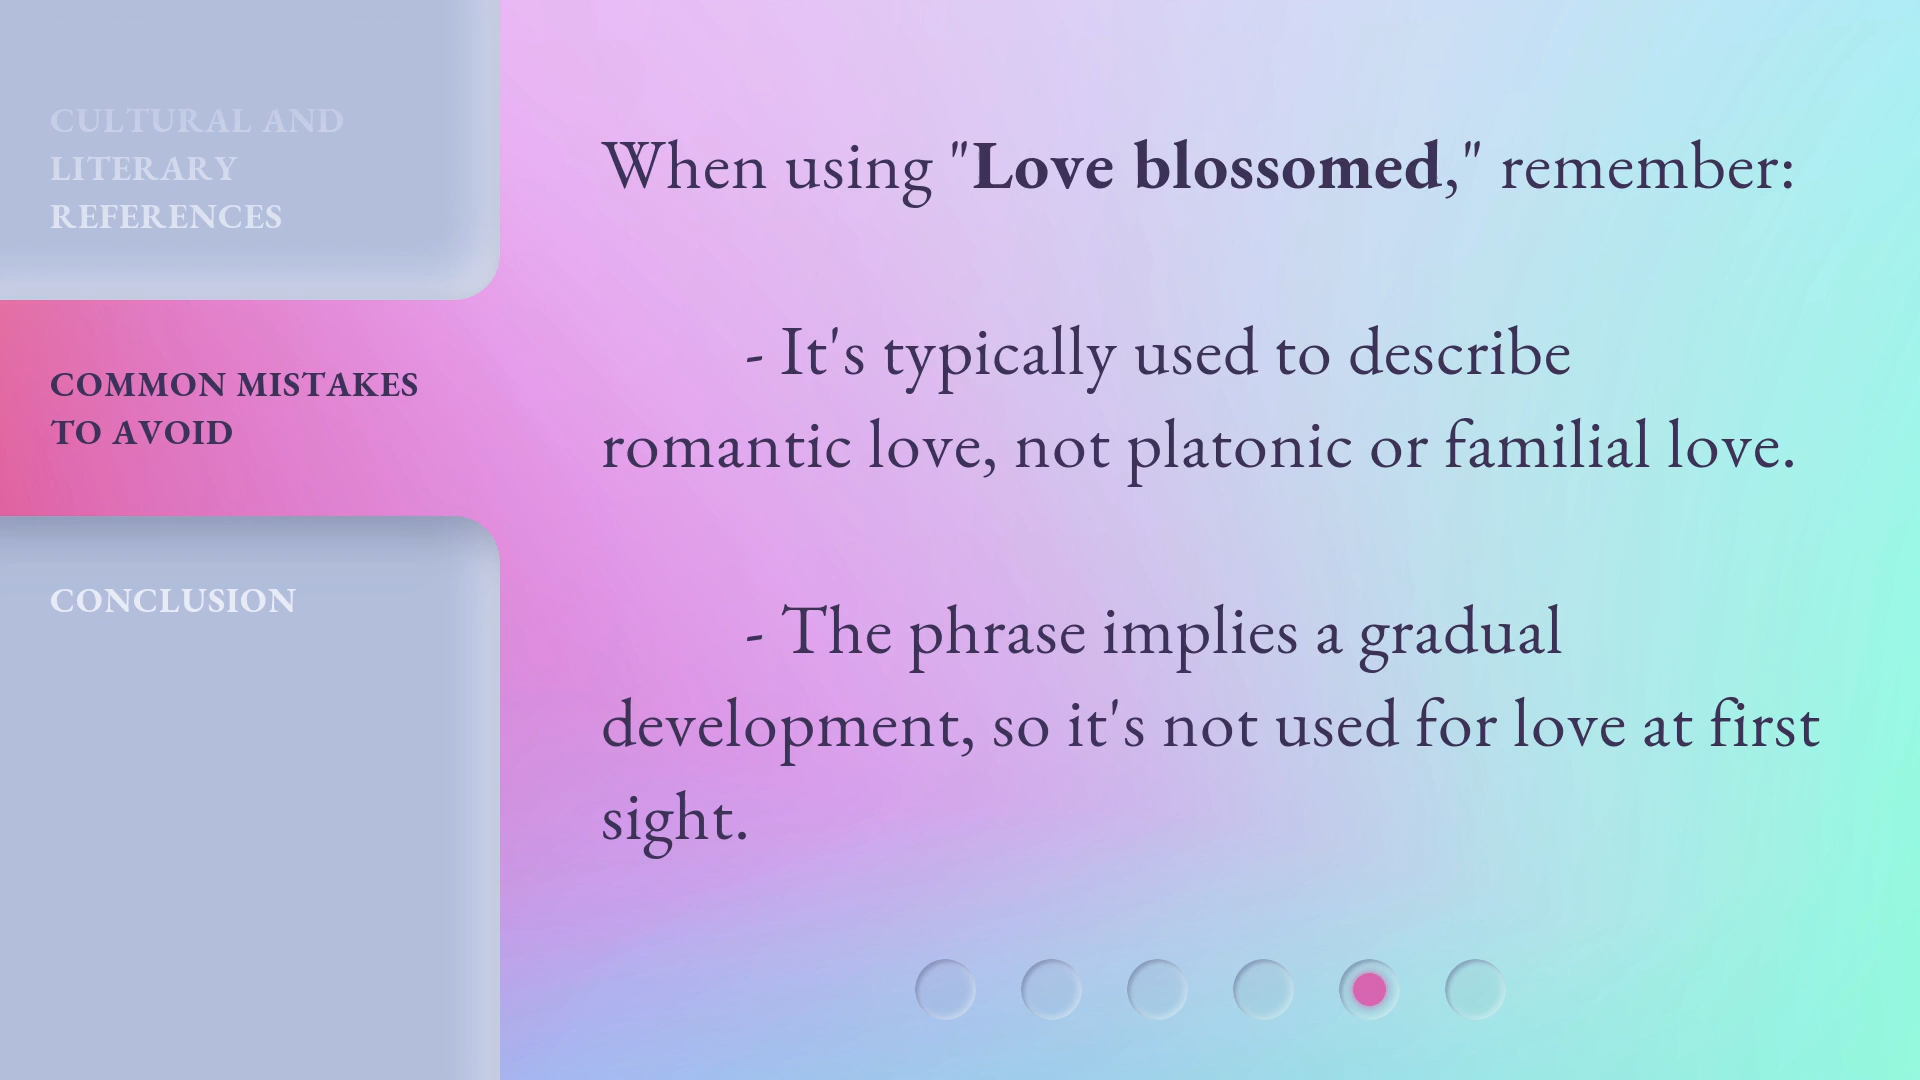 CULTURAL AND
LITERARY
REFERENCES
COMMON MISTAKES
TO AVOID
CONCLUSION
When using "Love blossomed," remember:
- It's typically used to describe
romantic love, not platonic or familial love.
- The phrase implies a gradual
development, so it's not used for love at first
sight.